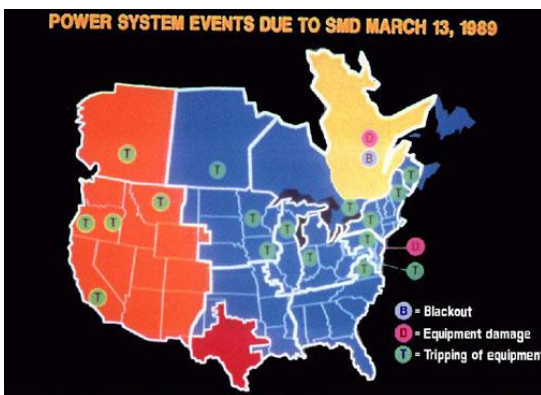 POWER SYSTEM EVENTS DUE TO SMD MARCH 13, 1989
D
T B
T T
T
T T
T T T T
T
T D
T
T
T T
T
B = Blackout
D = Equipment damage
T = Tripping of equipment